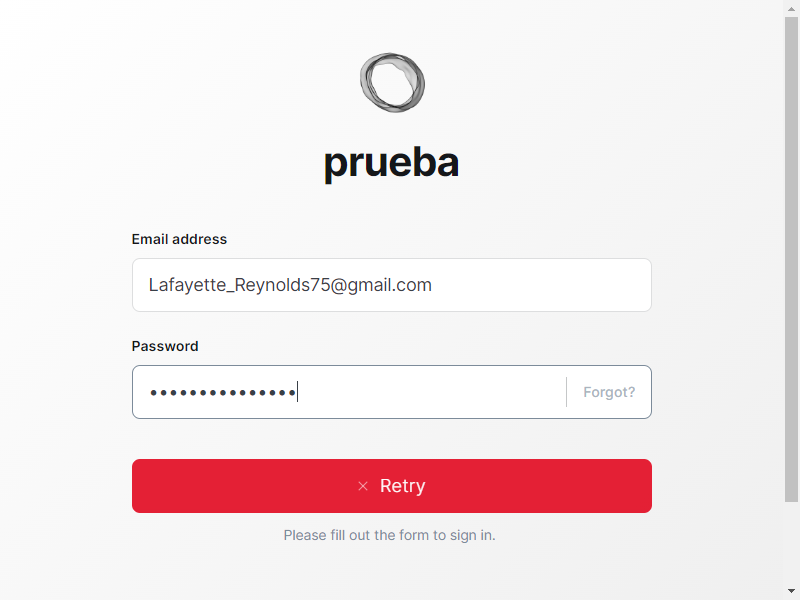 prueba
Email address
Lafayette_Reynolds75@gmail.com
Password
•••••••••••••••
Forgot?
Retry
Please fill out the form to sign in.